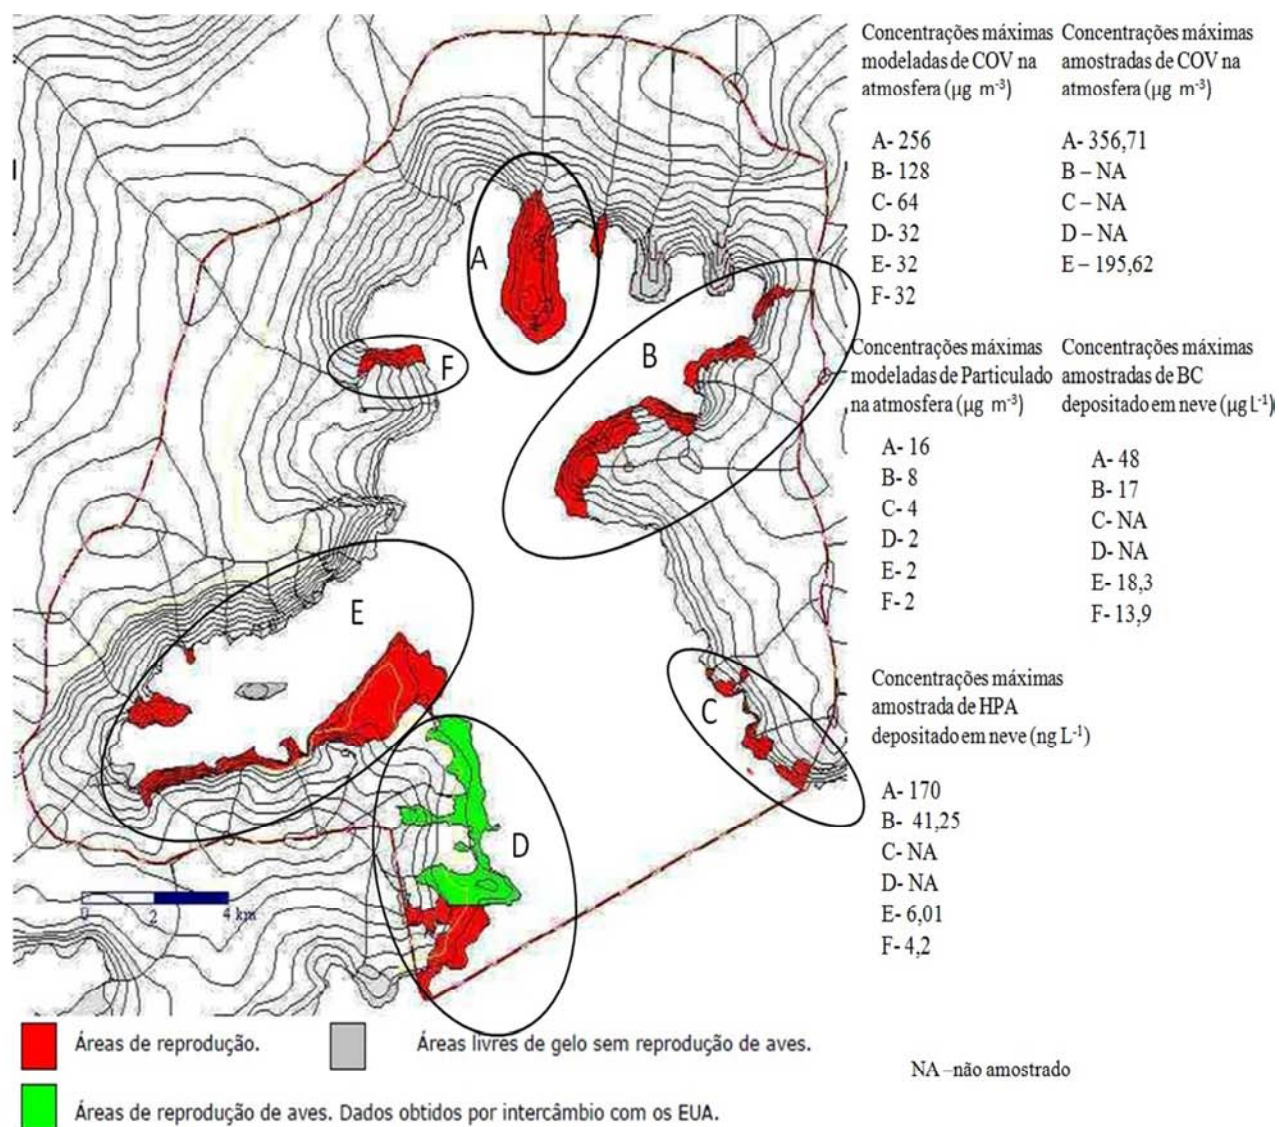 Concentrações máximas
modeladas de COV na
atmosfera (μg m-3)
A- 256
B- 128
C- 64
D- 32
E- 32
F- 32
Concentrações máximas
amostradas de COV na
atmosfera (μg m-3)
A- 356,71
B – NA
C – NA
D – NA
E – 195,62
Concentrações máximas
modeladas de Particulado
na atmosfera (μg m-3)
A- 16
B- 8
C- 4
D- 2
E- 2
F- 2
Concentrações máximas
amostradas de BC
depositado em neve (μg L-1)
A- 48
B- 17
C- NA
D- NA
E- 18,3
F- 13,9
Concentrações máximas
amostrada de HPA
depositado em neve (ng L-1)
A- 170
B- 41,25
C- NA
D- NA
E- 6,01
F- 4,2
A
B
F
E
C
D
0 2 4 km
Áreas de reprodução.
Áreas livres de gelo sem reprodução de aves.
NA –não amostrado
Áreas de reprodução de aves. Dados obtidos por intercâmbio com os EUA.